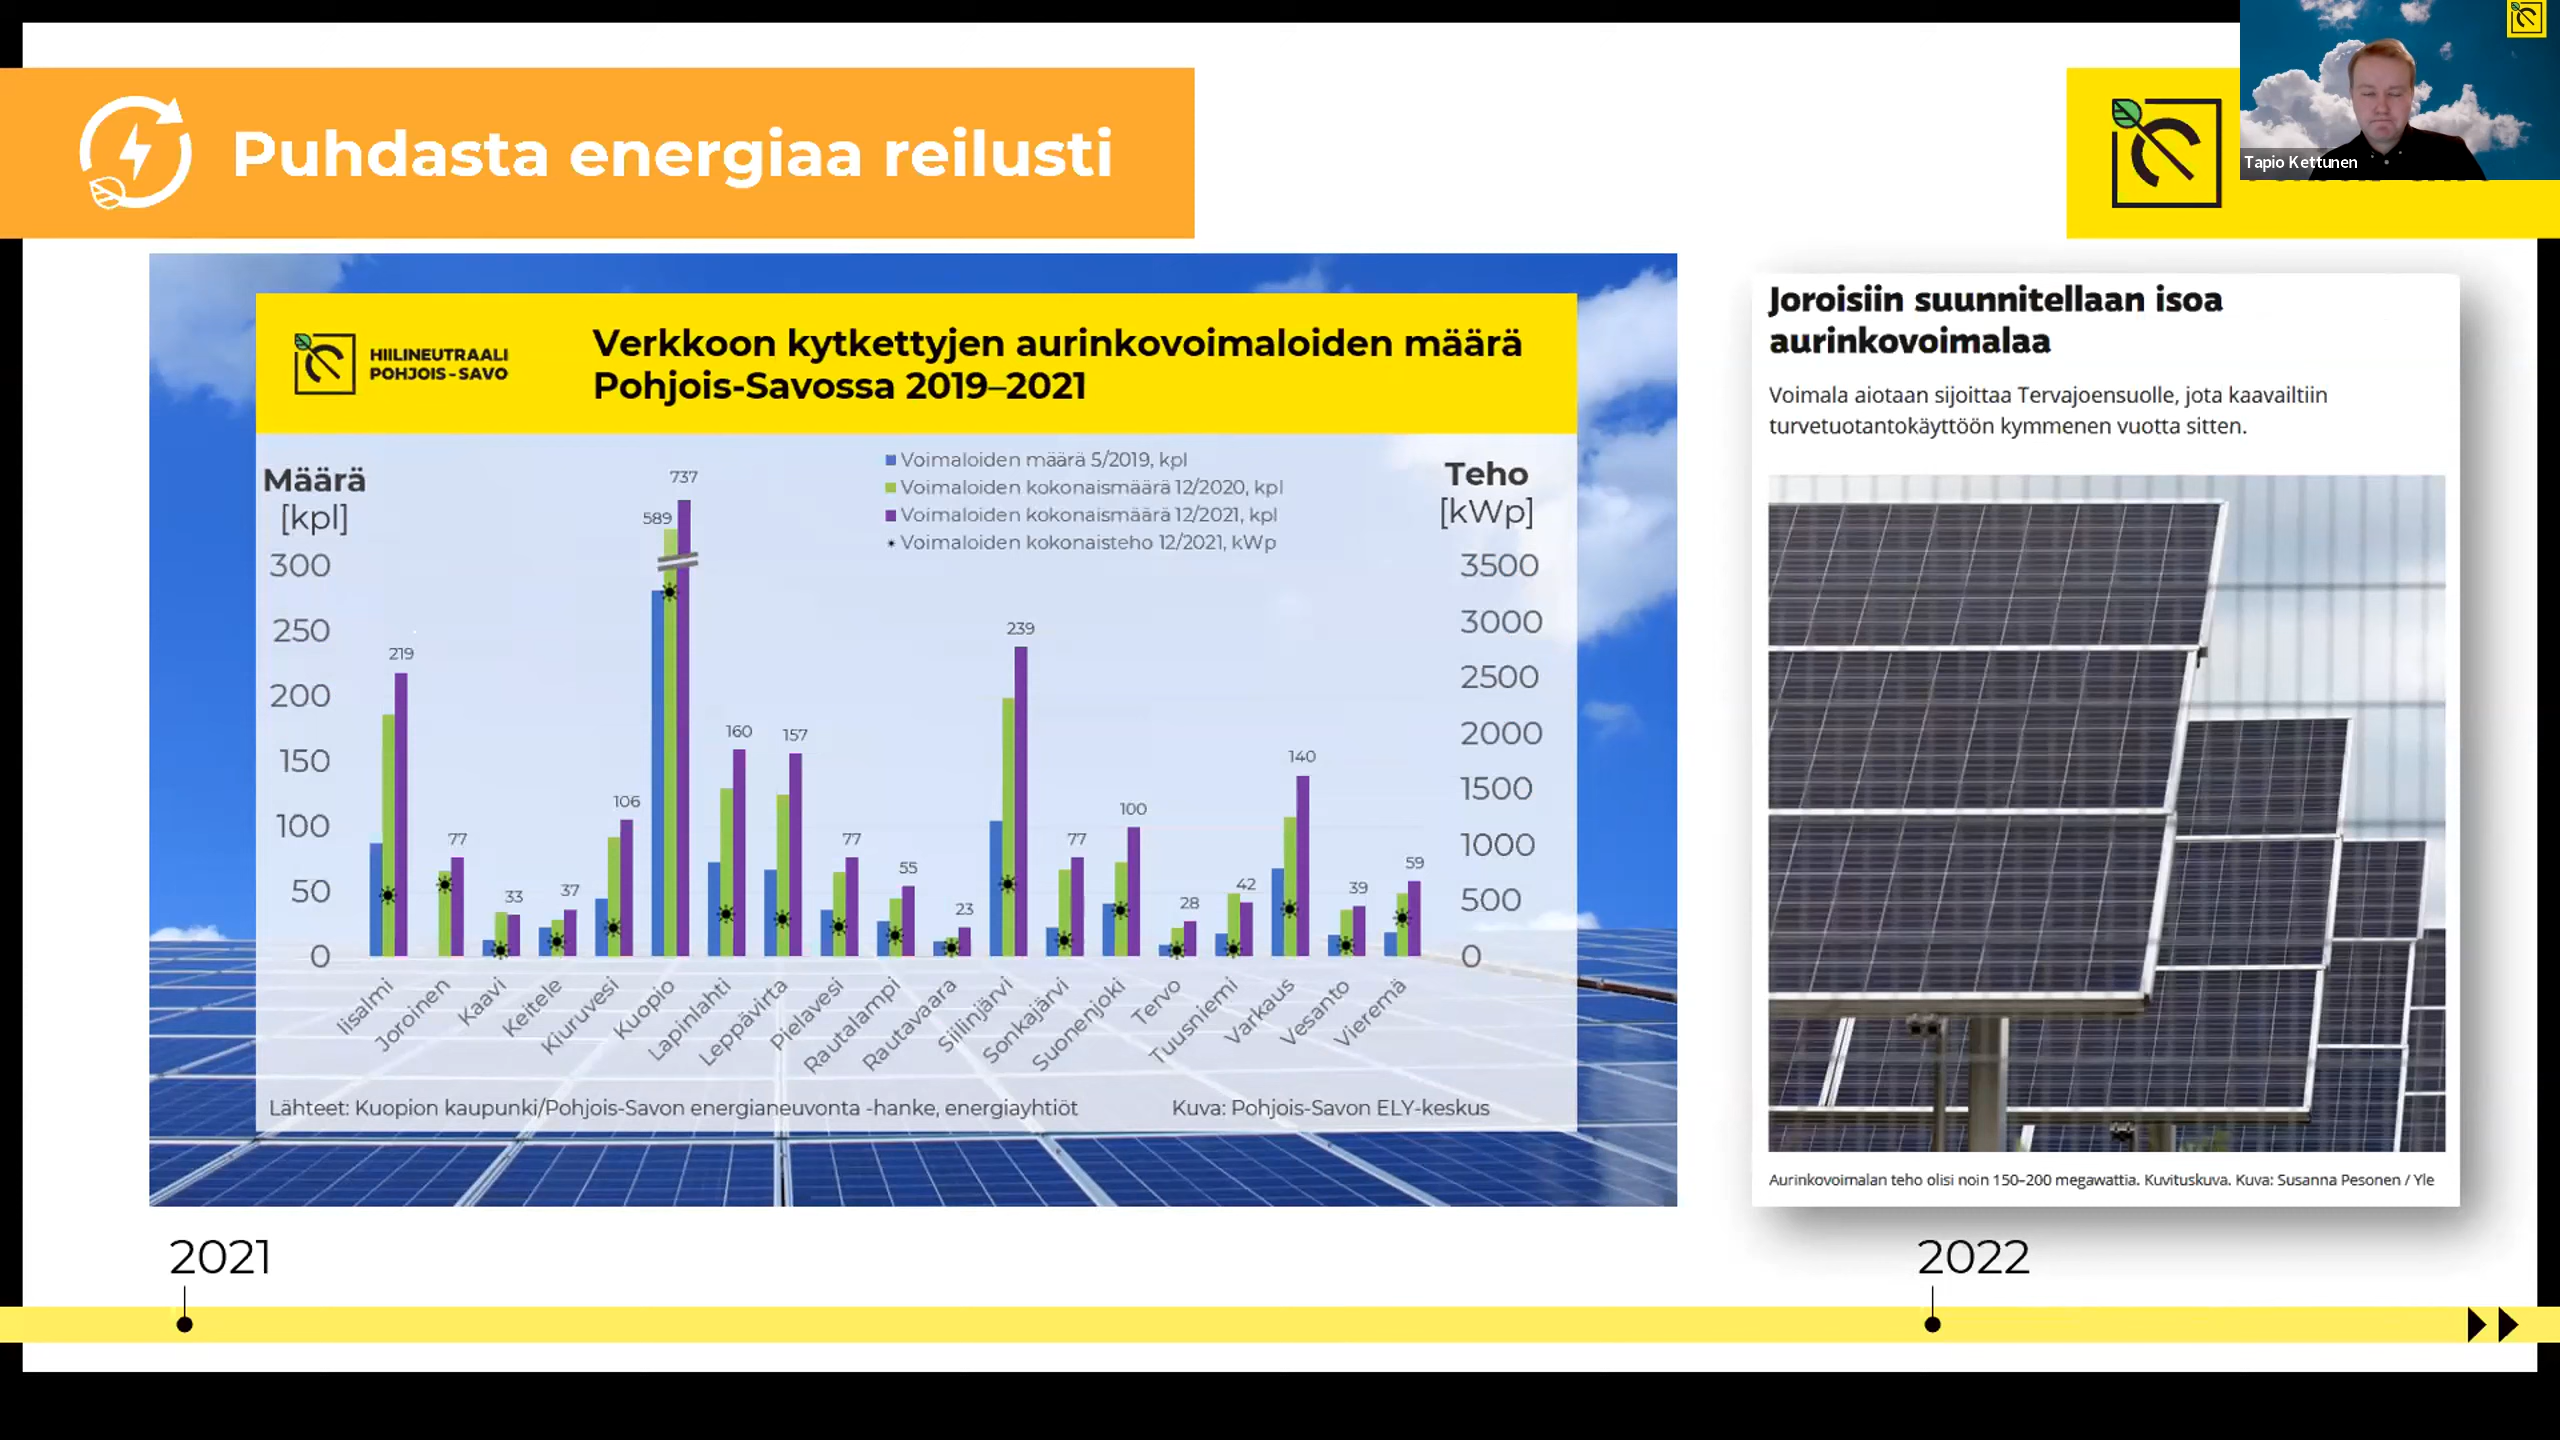 Puhdasta energiaa reilusti
Tapio Kettunen
HIILINEUTRAALI
POHJOIS-SAVO
Verkkoon kytkettyjen aurinkovoimaloiden määrä
Pohjois-Savossa 2019–2021
Määrä
[kpl]
300
250
200
150
100
50
0
Voimaloiden määrä 5/2019, kpl
Voimaloiden kokonaismäärä 12/2020, kpl
Voimaloiden kokonaismäärä 12/2021, kpl
Voimaloiden kokonaisteho 12/2021, kWp
Teho
[kWp]
3500
3000
2500
2000
1500
1000
500
0
219
77
33
37
106
589
737
160
157
77
55
23
239
77
100
28
42
140
39
59
Iisalmi
Joroinen
Kaavi
Keitele
Kiuruvesi
Kuopio
Lapinlahti
Leppävirta
Pielavesi
Rautalampi
Rautavaara
Siilinjärvi
Sonkajärvi
Suonenjoki
Tervo
Tuusniemi
Varkaus
Vesanto
Vieremä
Lähteet: Kuopion kaupunki/Pohjois-Savon energianeuvonta -hanke, energiayhtiöt
Kuva: Pohjois-Savon ELY-keskus
Joroisiin suunnitellaan isoa
aurinkovoimalaa
Voimala aiotaan sijoittaa Tervajoensuolle, jota kaavailtiin
turvetuotantokäyttöön kymmenen vuotta sitten.
Aurinkovoimalan teho olisi noin 150–200 megawattia. Kuvituskuva. Kuva: Susanna Pesonen / Yle
2021
2022